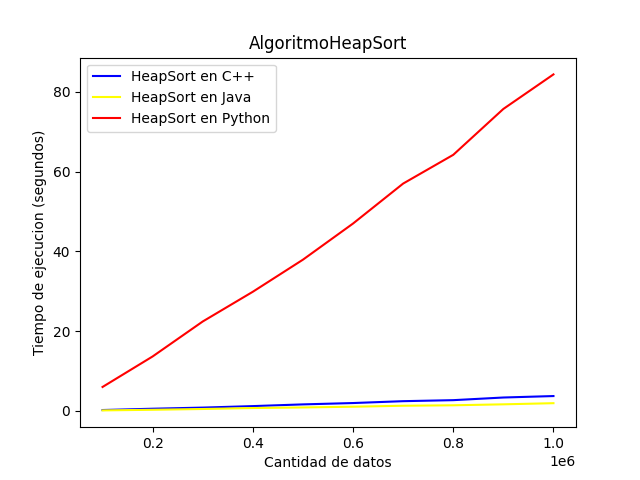 AlgoritmoHeapSort
HeapSort en C++
HeapSort en Java
HeapSort en Python
Tiempo de ejecucion (segundos)
80
60
40
20
0
0.2 0.4 0.6 0.8 1.0
1e6
Cantidad de datos